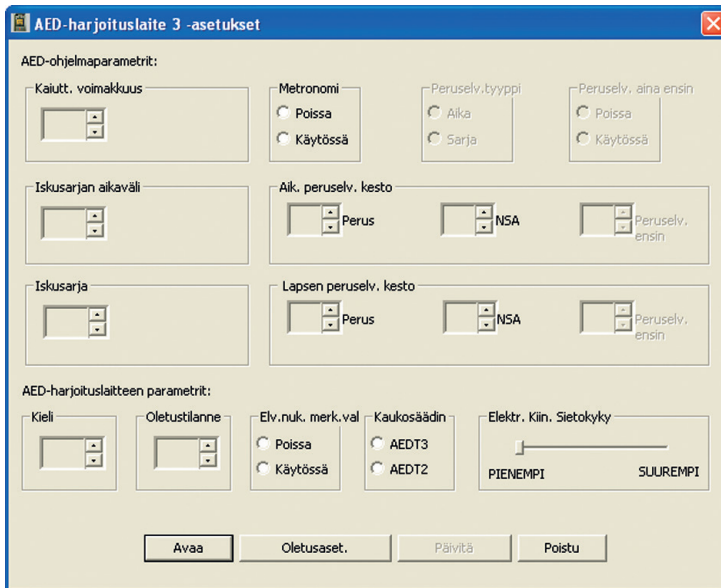 AED-harjoituslaite 3 -asetukset
AED-ohjelmaparametrit:
Kaiutt. voimakkuus
Metronomi
Poissa
Käytössä
Peruselv.tyyppi
Aika
Sarja
Peruselv. aina ensin
Poissa
Käytössä
Iskusarjan aikaväli
Aik. peruselv. kesto
Perus
NSA
Peruselv.
ensin
Iskusarja
Lapsen peruselv. kesto
Perus
NSA
Peruselv.
ensin
AED-harjoituslaitteen parametrit:
Kieli
Oletustilanne
Elv.nuk. merk.val
Poissa
Käytössä
Kaukosäädin
AEDT3
AEDT2
Elektr. Kiin. Sietokyky
PIENEMPI
SUUREMPI
Avaa
Oletusaset.
Päivitä
Poistu